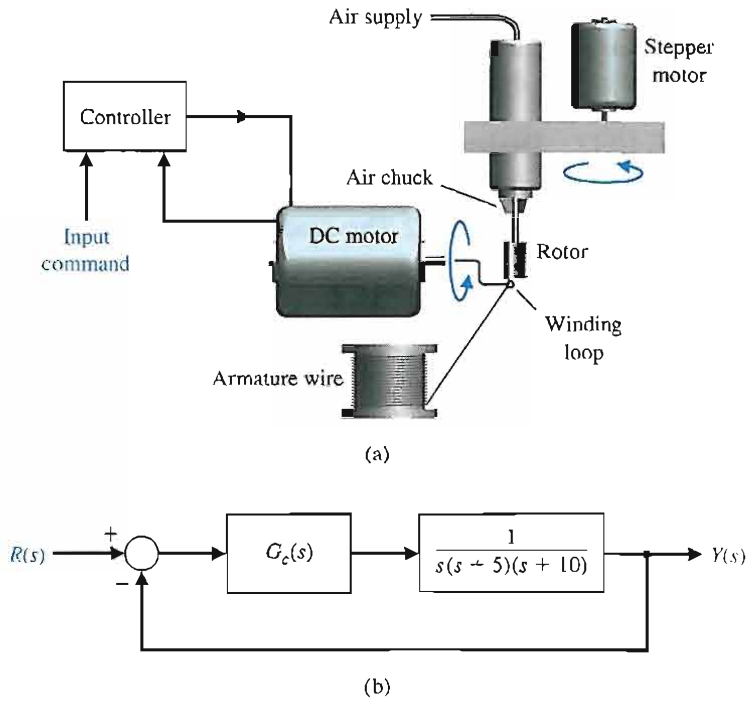 Air supply
Stepper
motor
Controller
Air chuck
Input
command
DC motor
Rotor
Winding
loop
Armature wire
(a)
R(s)
+
−
G_c(s)
1
s(s + 5)(s + 10)
Y(s)
(b)